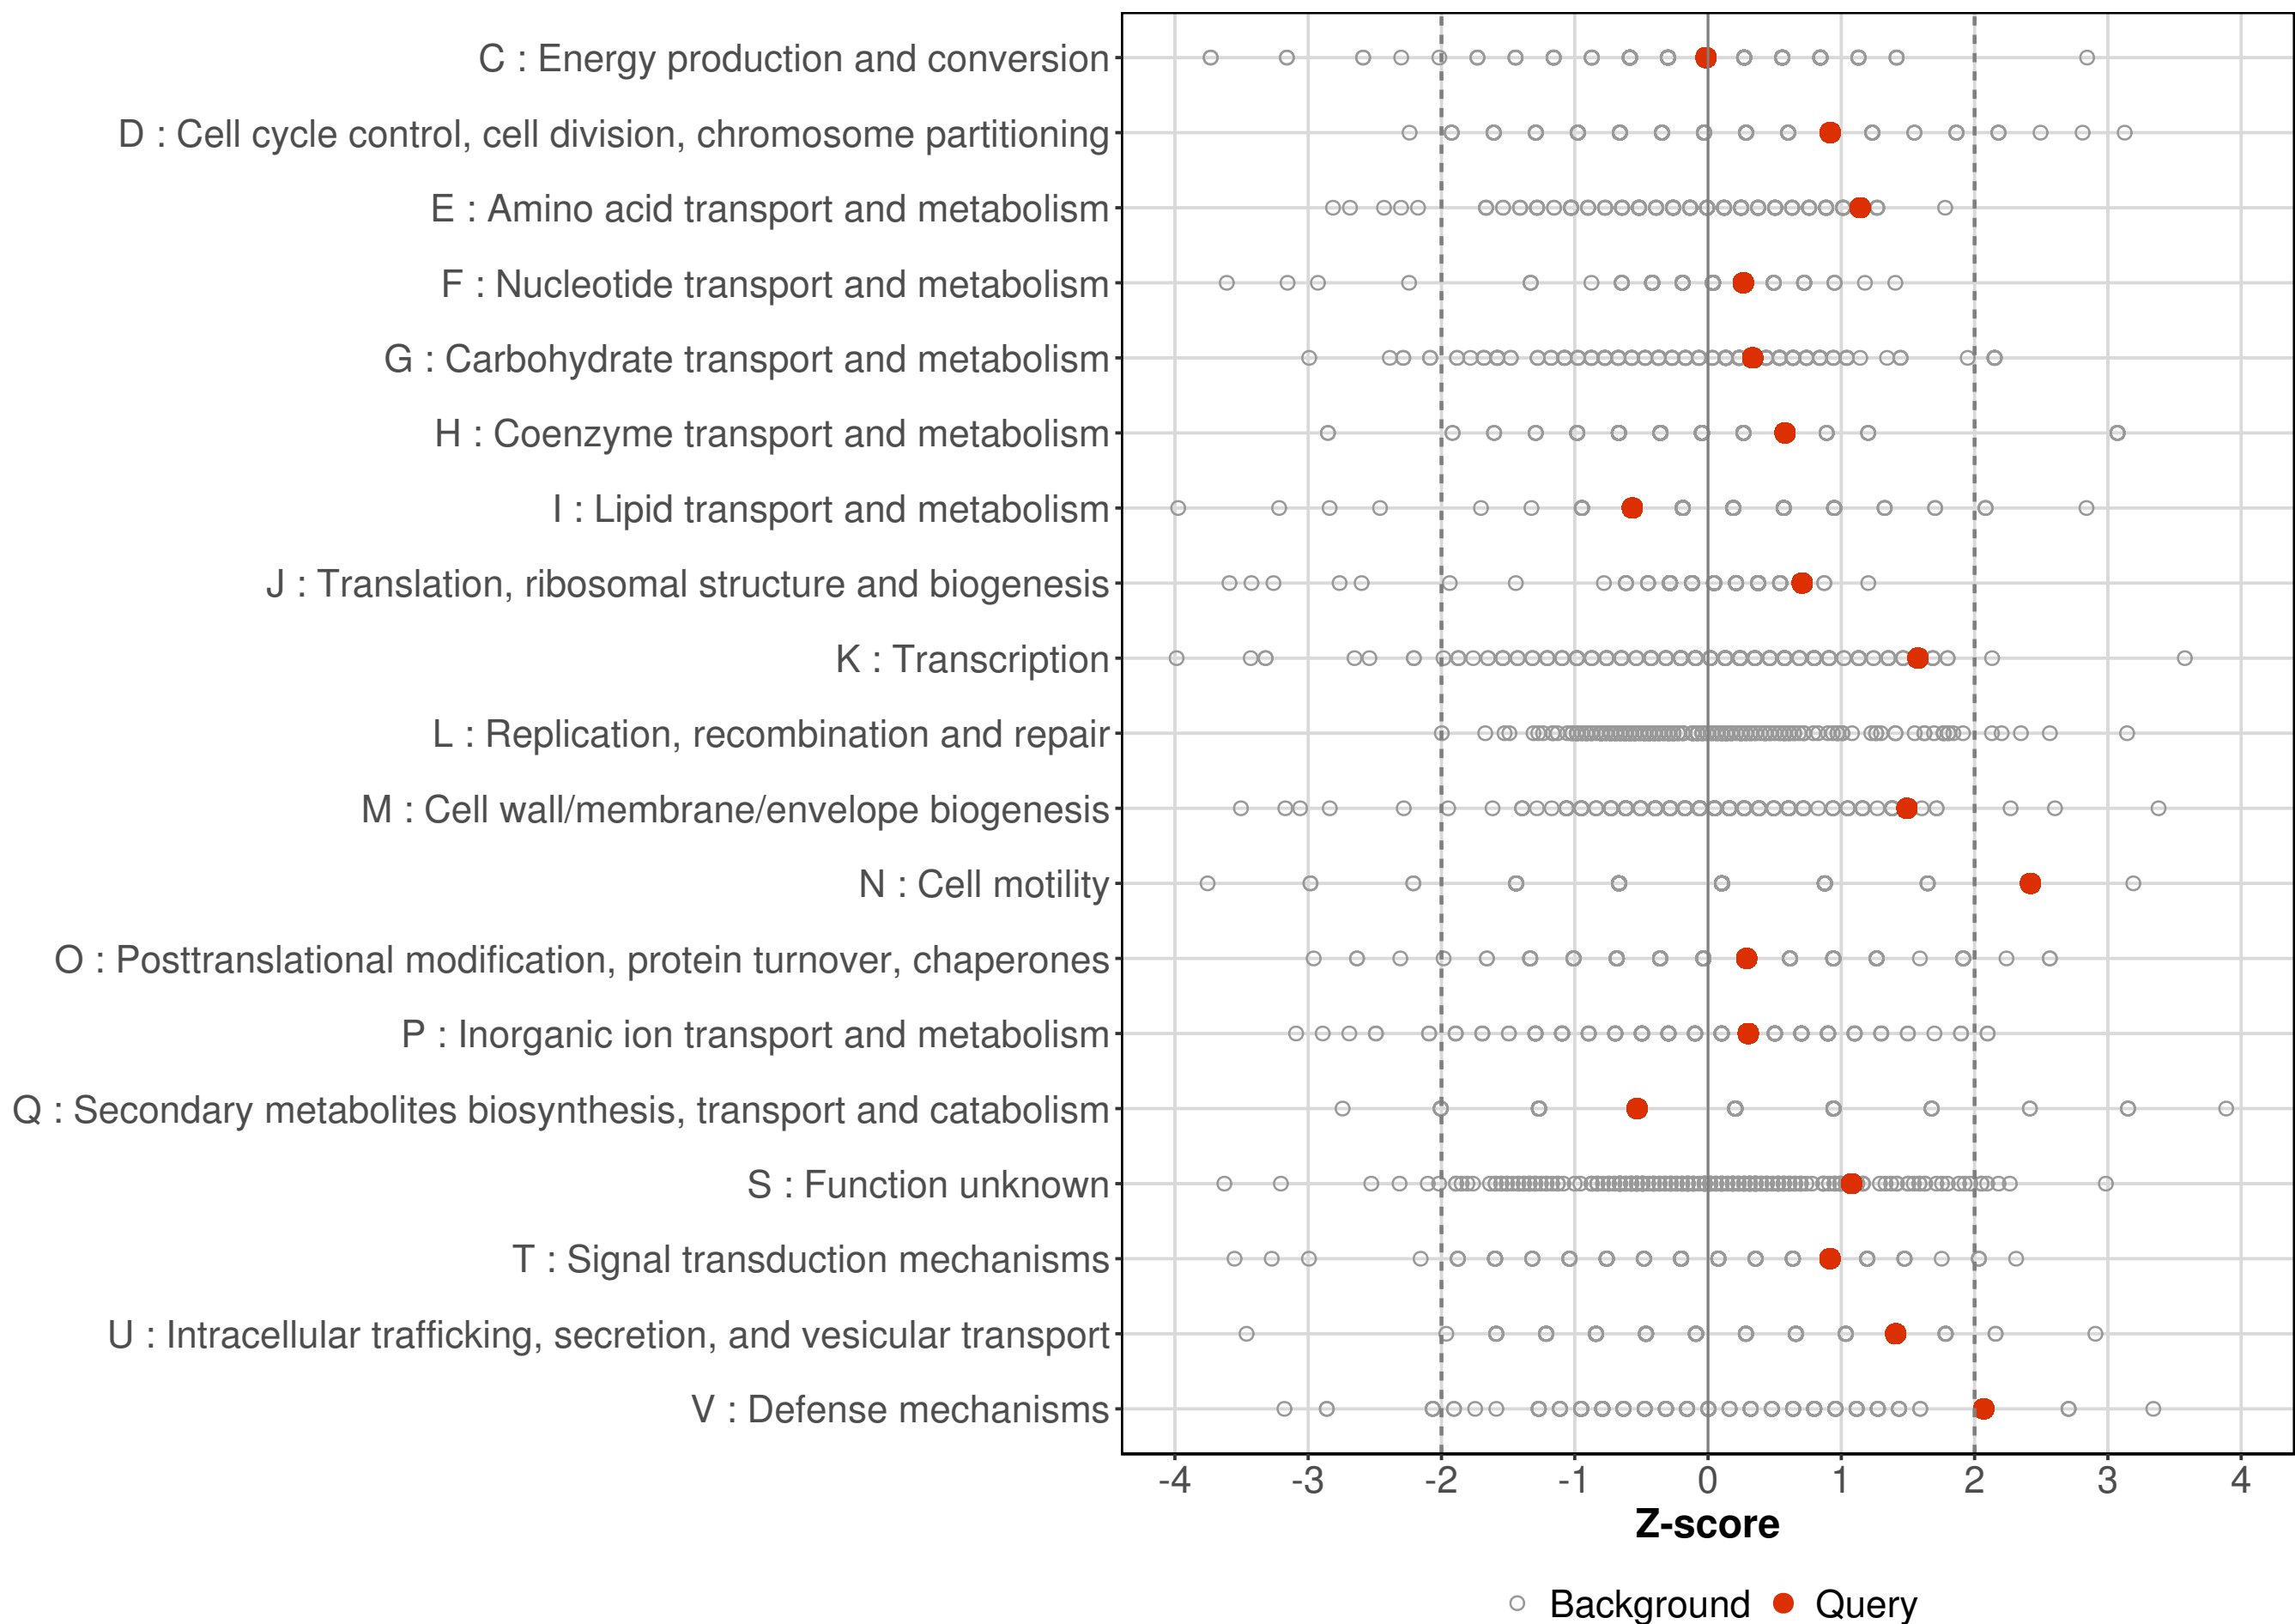 C : Energy production and conversion
D : Cell cycle control, cell division, chromosome partitioning
E : Amino acid transport and metabolism
F : Nucleotide transport and metabolism
G : Carbohydrate transport and metabolism
H : Coenzyme transport and metabolism
I : Lipid transport and metabolism
J : Translation, ribosomal structure and biogenesis
K : Transcription
L : Replication, recombination and repair
M : Cell wall/membrane/envelope biogenesis
N : Cell motility
O : Posttranslational modification, protein turnover, chaperones
P : Inorganic ion transport and metabolism
Q : Secondary metabolites biosynthesis, transport and catabolism
S : Function unknown
T : Signal transduction mechanisms
U : Intracellular trafficking, secretion, and vesicular transport
V : Defense mechanisms
-4 -3 -2 -1 0 1 2 3 4
Z-score
Background Query